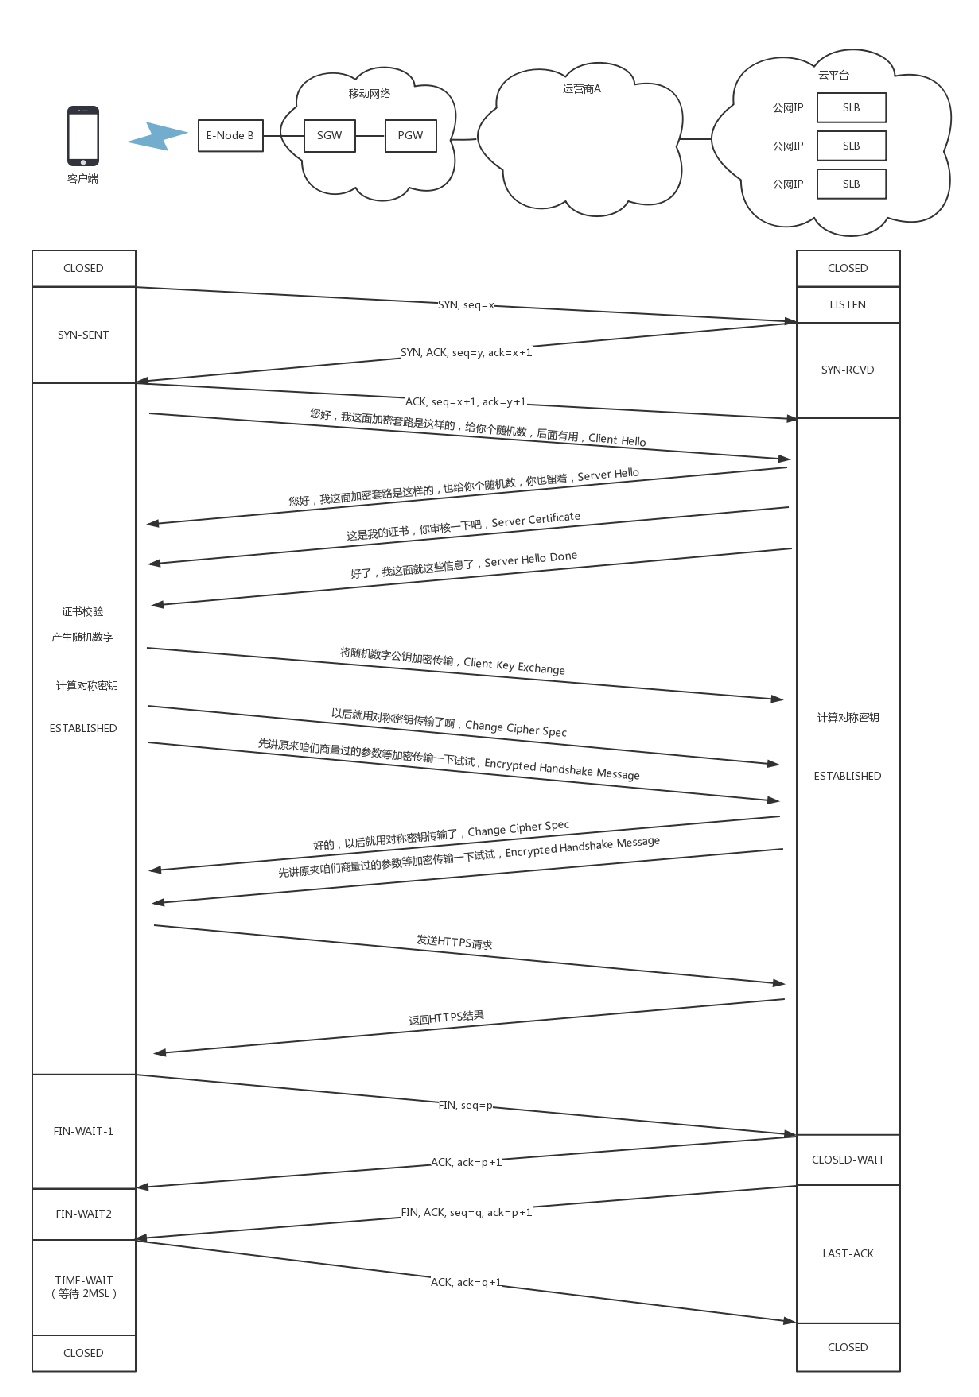 移动网络
运营商A
云平台
E-Node B
SGW
PGW
公网IP
SLB
公网IP
SLB
公网IP
SLB
客户端
CLOSED
CLOSED
SYN, seq=x
LISTEN
SYN-SENT
SYN, ACK, seq=y, ack=x+1
SYN-RCVD
ACK, seq=x+1, ack=y+1
您好，我这面加密套路是这样的，给你个随机数，后面有用，Client Hello
您好，我这面加密套路是这样的，也给你个随机数，你也留着，Server Hello
这是我的证书，你审核一下吧，Server Certificate
好了，我这面就这些信息了，Server Hello Done
证书校验
产生随机数字
将随机数字公钥加密传输，Client Key Exchange
计算对称密钥
计算对称密钥
以后就用对称密钥传输了啊，Change Cipher Spec
ESTABLISHED
先讲原来咱们商量过的参数等加密传输一下试试，Encrypted Handshake Message
ESTABLISHED
好的，以后就用对称密钥传输了，Change Cipher Spec
先讲原来咱们商量过的参数等加密传输一下试试，Encrypted Handshake Message
发送HTTPS请求
返回HTTPS结果
FIN, seq=p
FIN-WAIT-1
ACK, ack=p+1
CLOSED-WAIT
FIN-WAIT2
FIN, ACK, seq=q, ack=p+1
LAST-ACK
TIME-WAIT
（等待 2MSL）
ACK, ack=q+1
CLOSED
CLOSED